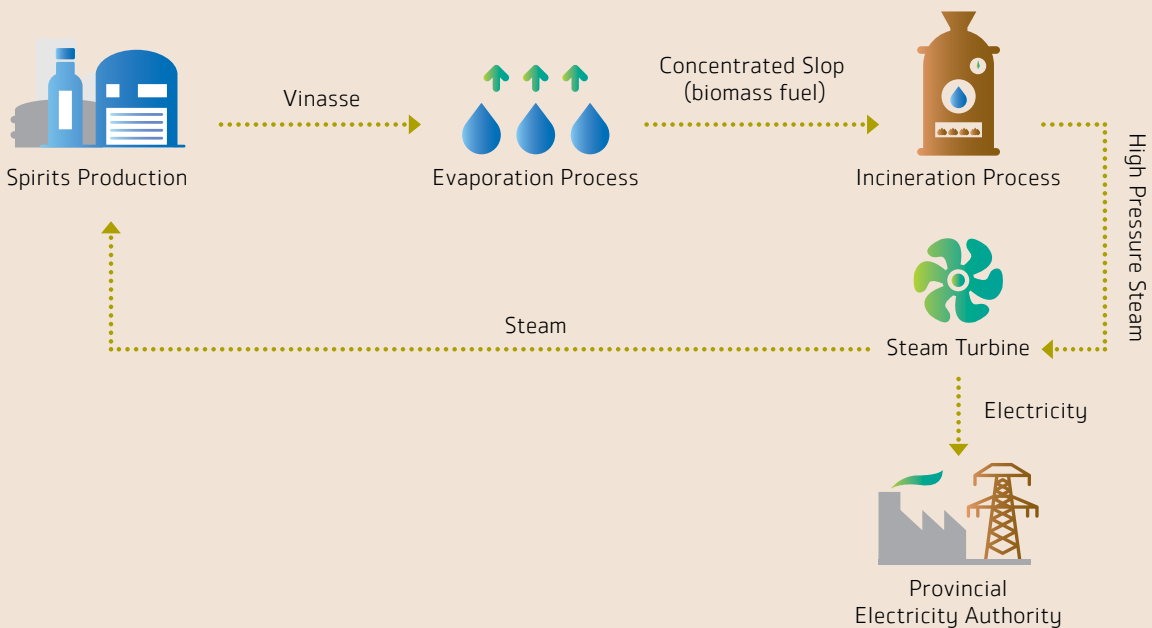 Vinasse
Concentrated Slop
(biomass fuel)
Spirits Production
Evaporation Process
Incineration Process
High Pressure Steam
Steam
Steam Turbine
Electricity
Provincial
Electricity Authority